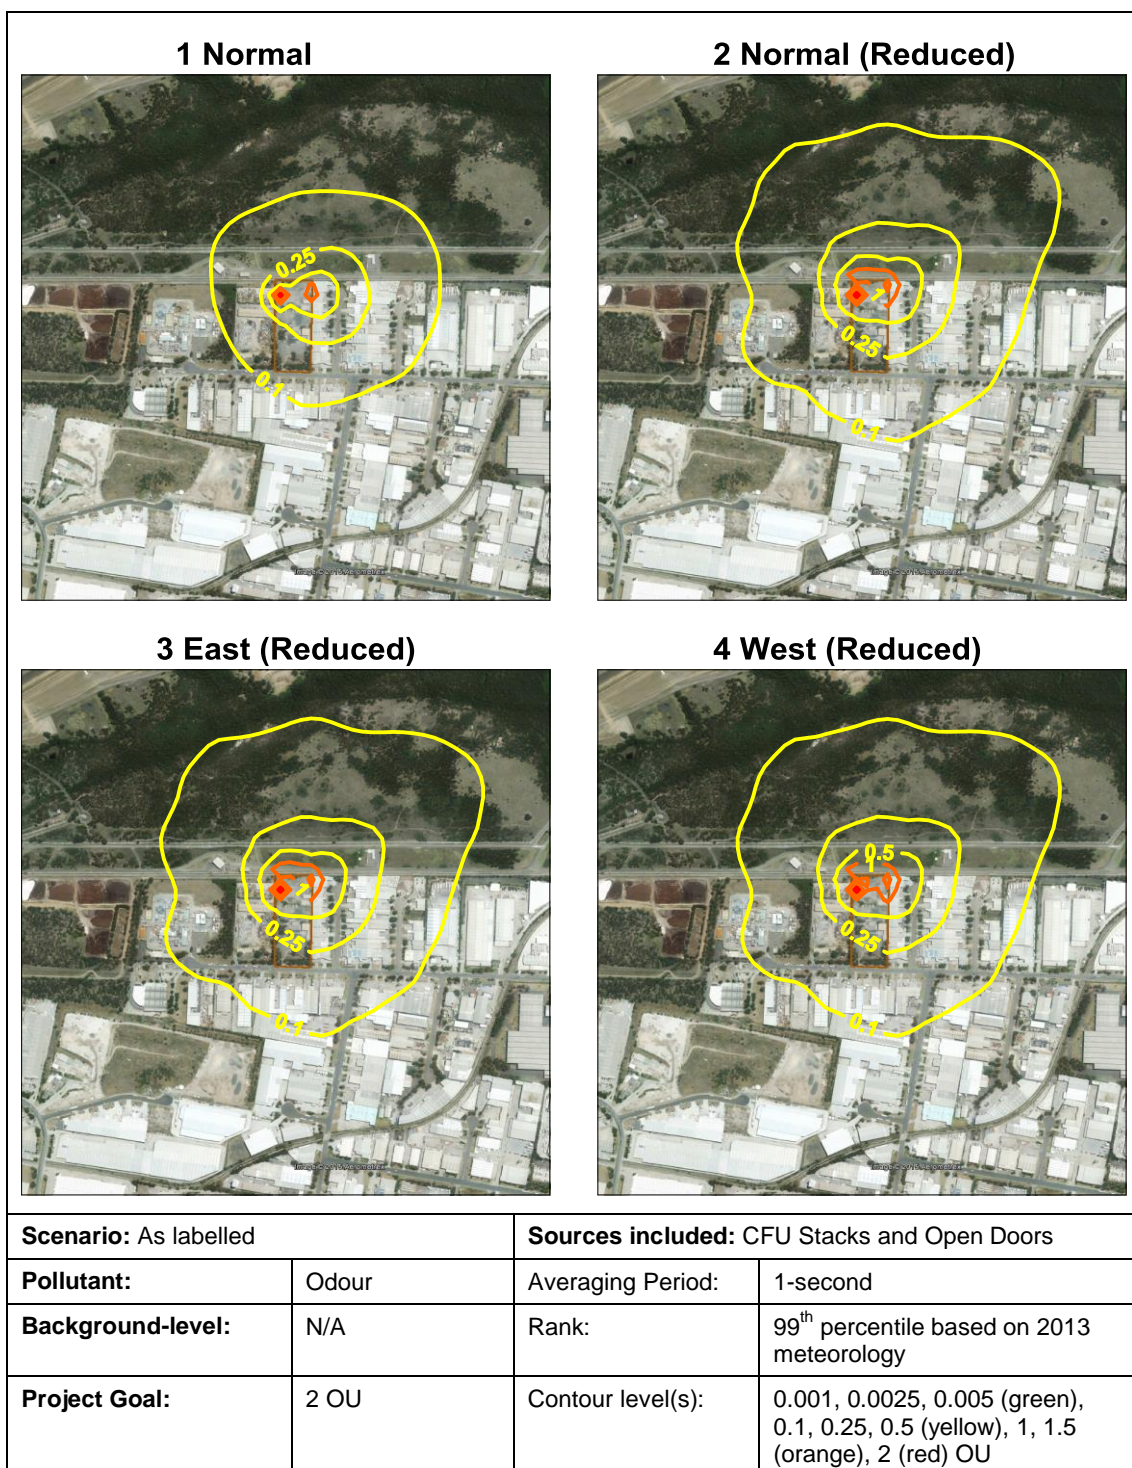 1 Normal
2 Normal (Reduced)
0.25
0.1
1
0.25
0.1
3 East (Reduced)
4 West (Reduced)
1
0.25
0.1
0.5
1
0.25
0.1
Scenario: As labelled
Sources included: CFU Stacks and Open Doors
Pollutant:
Odour
Averaging Period:
1-second
Background-level:
N/A
Rank:
99th percentile based on 2013
meteorology
Project Goal:
2 OU
Contour level(s):
0.001, 0.0025, 0.005 (green),
0.1, 0.25, 0.5 (yellow), 1, 1.5
(orange), 2 (red) OU